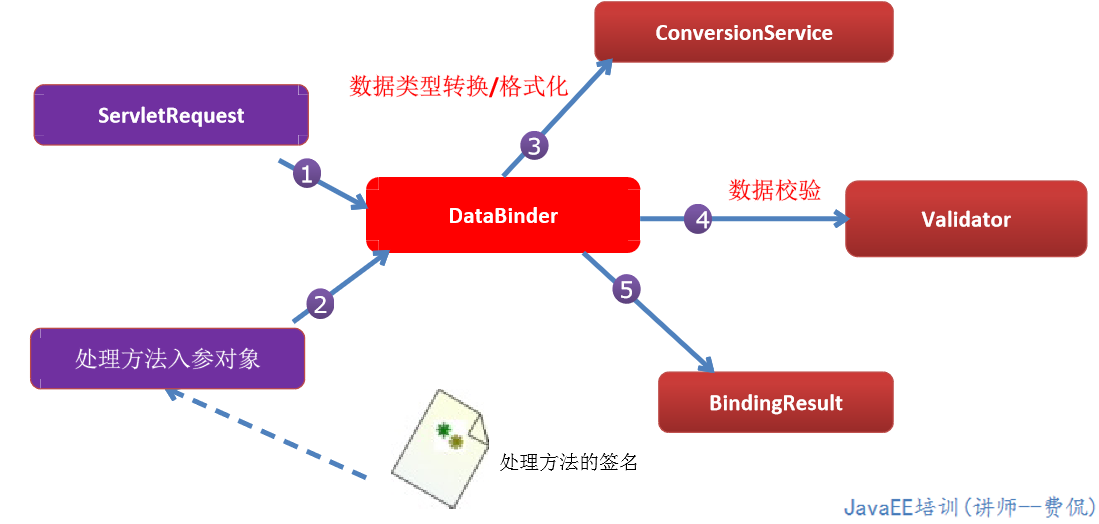 ConversionService
数据类型转换/格式化
ServletRequest
3
1
DataBinder
数据校验
4
Validator
5
2
处理方法入参对象
BindingResult
处理方法的签名
JavaEE培训(讲师--费侃)